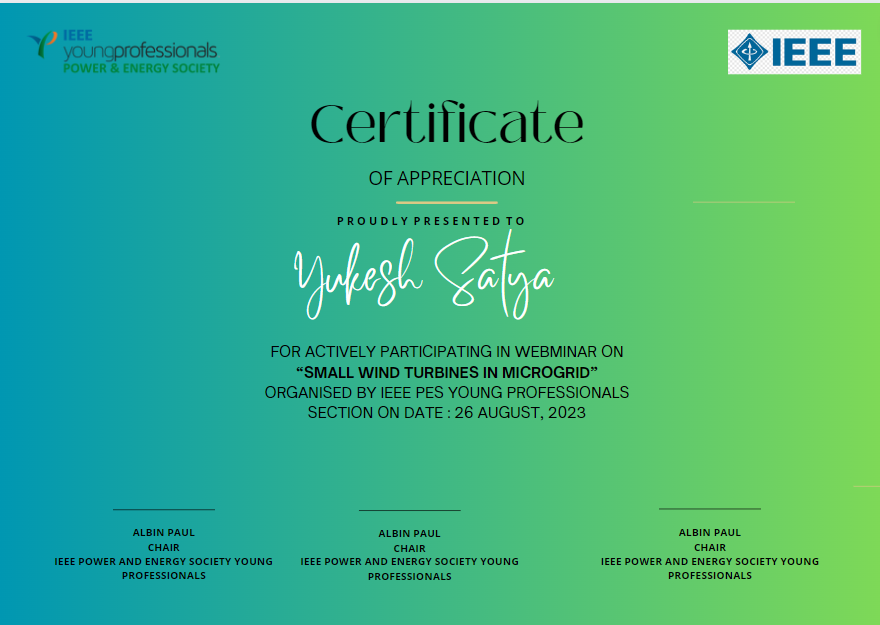 IEEE
youngprofessionals
POWER & ENERGY SOCIETY
IEEE
Certificate
OF APPRECIATION
PROUDLY PRESENTED TO
Yukesh Satya
FOR ACTIVELY PARTICIPATING IN WEBMINAR ON
“SMALL WIND TURBINES IN MICROGRID”
ORGANISED BY IEEE PES YOUNG PROFESSIONALS
SECTION ON DATE : 26 AUGUST, 2023
ALBIN PAUL
CHAIR
IEEE POWER AND ENERGY SOCIETY YOUNG
PROFESSIONALS
ALBIN PAUL
CHAIR
IEEE POWER AND ENERGY SOCIETY YOUNG
PROFESSIONALS
ALBIN PAUL
CHAIR
IEEE POWER AND ENERGY SOCIETY YOUNG
PROFESSIONALS